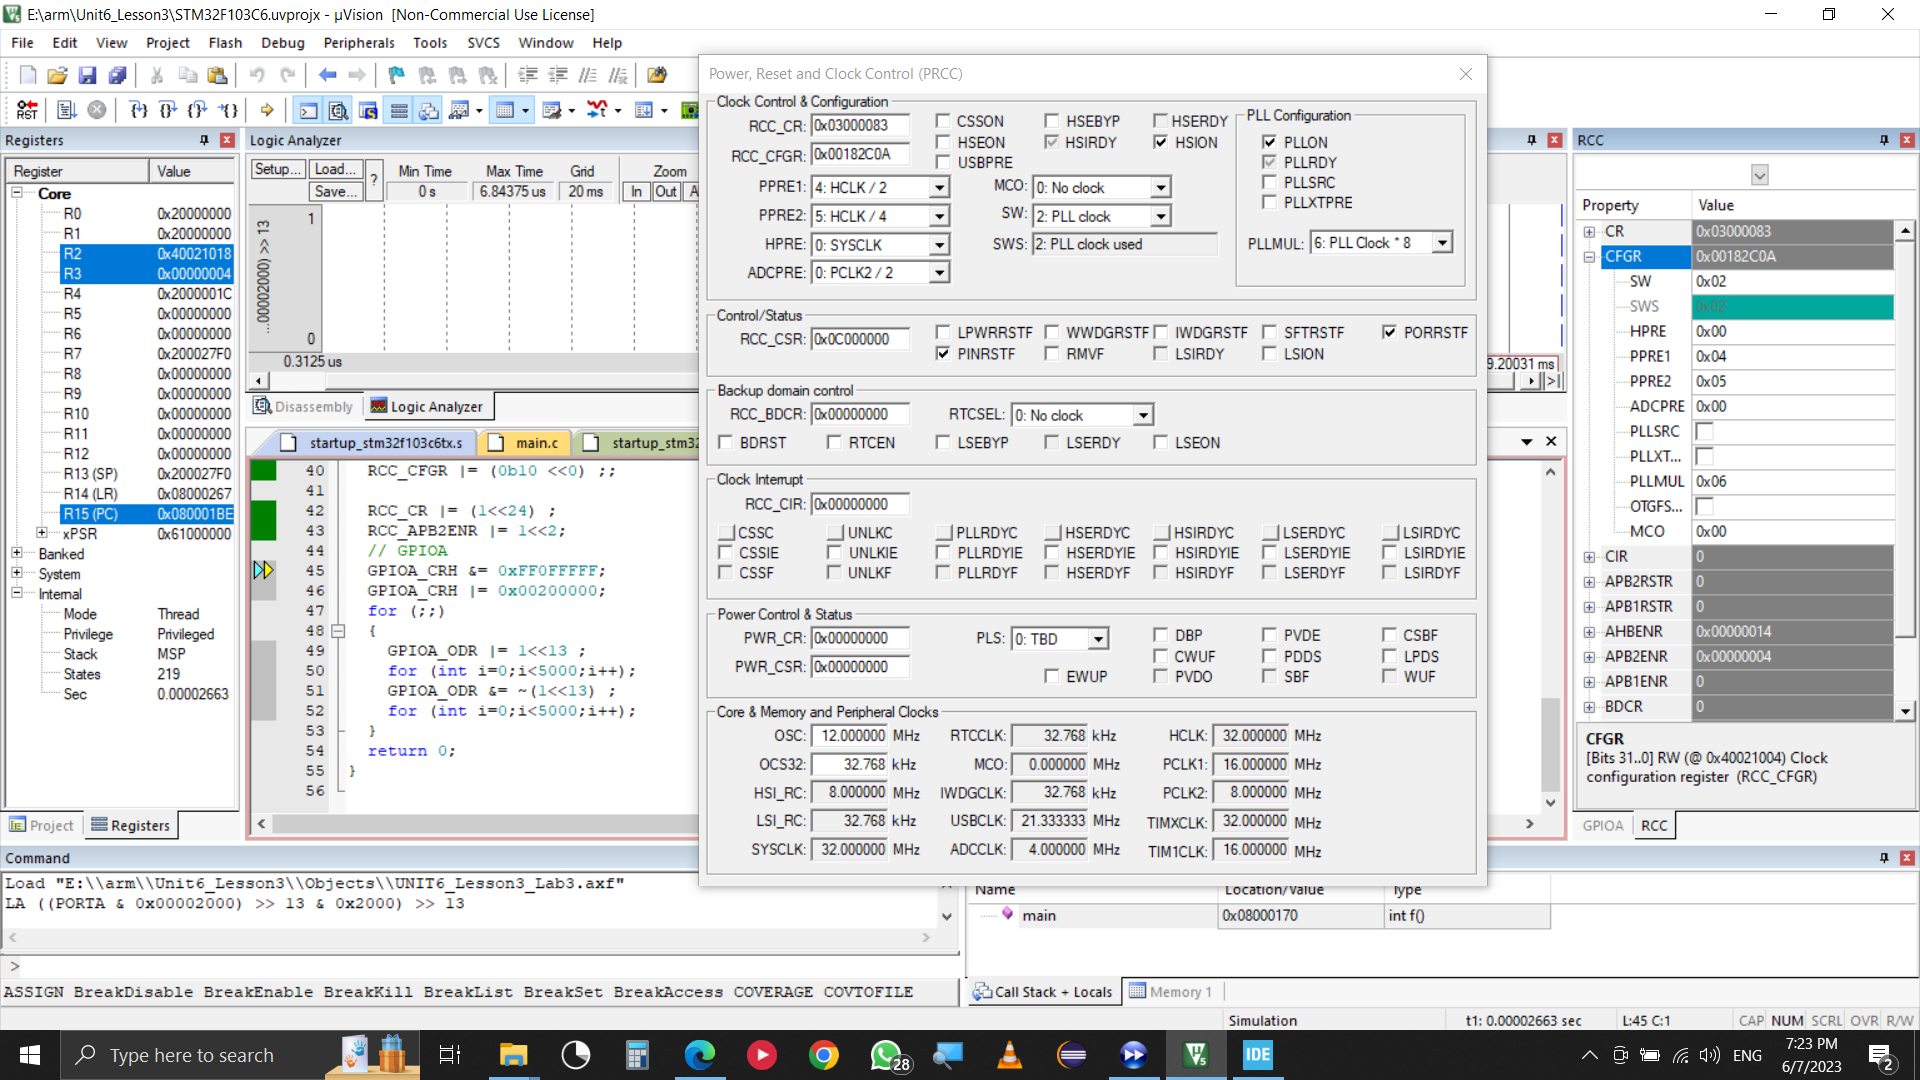 E:\arm\Unit6_Lesson3\STM32F103C6.uvprojx - µVision [Non-Commercial Use License]
File Edit View Project Flash Debug Peripherals Tools SVCS Window Help
Registers
Register Value
Core
R0 0x20000000
R1 0x20000000
R2 0x40021018
R3 0x00000004
R4 0x2000001C
R5 0x00000000
R6 0x00000000
R7 0x200027F0
R8 0x00000000
R9 0x00000000
R10 0x00000000
R11 0x00000000
R12 0x00000000
R13 (SP) 0x200027F0
R14 (LR) 0x08000267
R15 (PC) 0x080001BE
xPSR 0x61000000
Banked
System
Internal
Mode Thread
Privilege Privileged
Stack MSP
States 219
Sec 0.00002663
Project Registers
Logic Analyzer
Setup... Load... Save... ?
Min Time Max Time Grid Zoom
0 s 6.84375 us 20 ms In Out A
...00002000) >> 13
1
0
0.3125 us
9.20031 ms
Disassembly Logic Analyzer
startup_stm32f103c6tx.s main.c startup_stm32
40 RCC_CFGR |= (0b10 <<0) ;;
41
42 RCC_CR |= (1<<24) ;
43 RCC_APB2ENR |= 1<<2;
44 // GPIOA
45 GPIOA_CRH &= 0xFF0FFFFF;
46 GPIOA_CRH |= 0x00200000;
47 for (;;)
48 {
49 GPIOA_ODR |= 1<<13 ;
50 for (int i=0;i<5000;i++);
51 GPIOA_ODR &= ~(1<<13) ;
52 for (int i=0;i<5000;i++);
53 }
54 return 0;
55 }
56
Power, Reset and Clock Control (PRCC)
Clock Control & Configuration
RCC_CR: 0x03000083 CSSON HSEBYP HSERDY
RCC_CFGR: 0x00182C0A HSEON HSIRDY HSION
USBPRE
PPRE1: 4: HCLK / 2 MCO: 0: No clock
PPRE2: 5: HCLK / 4 SW: 2: PLL clock
HPRE: 0: SYSCLK SWS: 2: PLL clock used
ADCPRE: 0: PCLK2 / 2
PLL Configuration
PLLON
PLLRDY
PLLSRC
PLLXTPRE
PLLMUL: 6: PLL Clock * 8
Control/Status
RCC_CSR: 0x0C000000 LPWRRSTF WWDGRSTF IWDGRSTF SFTRSTF PORRSTF
PINRSTF RMVF LSIRDY LSION
Backup domain control
RCC_BDCR: 0x00000000 RTCSEL: 0: No clock
BDRST RTCEN LSEBYP LSERDY LSEON
Clock Interrupt
RCC_CIR: 0x00000000
CSSC UNLKC PLLRDYC HSERDYC HSIRDYC LSERDYC LSIRDYC
CSSIE UNLKIE PLLRDYIE HSERDYIE HSIRDYIE LSERDYIE LSIRDYIE
CSSF UNLKF PLLRDYF HSERDYF HSIRDYF LSERDYF LSIRDYF
Power Control & Status
PWR_CR: 0x00000000 PLS: 0: TBD DBP PVDE CSBF
PWR_CSR: 0x00000000 CWUF PDDS LPDS
EWUP PVDO SBF WUF
Core & Memory and Peripheral Clocks
OSC: 12.000000 MHz RTCCLK: 32.768 kHz HCLK: 32.000000 MHz
OCS32: 32.768 kHz MCO: 0.000000 MHz PCLK1: 16.000000 MHz
HSI_RC: 8.000000 MHz IWDGCLK: 32.768 kHz PCLK2: 8.000000 MHz
LSI_RC: 32.768 kHz USBCLK: 21.333333 MHz TIMXCLK: 32.000000 MHz
SYSCLK: 32.000000 MHz ADCCLK: 4.000000 MHz TIM1CLK: 16.000000 MHz
RCC
Property Value
CR 0x03000083
CFGR 0x00182C0A
SW 0x02
SWS 0x02
HPRE 0x00
PPRE1 0x04
PPRE2 0x05
ADCPRE 0x00
PLLSRC
PLLXT...
PLLMUL 0x06
OTGFS...
MCO 0x00
CIR 0
APB2RSTR 0
APB1RSTR 0
AHBENR 0x00000014
APB2ENR 0x00000004
APB1ENR 0
BDCR 0
CFGR
[Bits 31..0] RW (@ 0x40021004) Clock
configuration register (RCC_CFGR)
GPIOA RCC
Command
Load "E:\\arm\\Unit6_Lesson3\\Objects\\UNIT6_Lesson3_Lab3.axf"
LA ((PORTA & 0x00002000) >> 13 & 0x2000) >> 13
>
ASSIGN BreakDisable BreakEnable BreakKill BreakList BreakSet BreakAccess COVERAGE COVTOFILE
Name Location/Value Type
main 0x08000170 int f()
Call Stack + Locals Memory 1
Simulation t1: 0.00002663 sec L:45 C:1 CAP NUM SCRL OVR R/W
Type here to search
28
IDE
ENG
7:23 PM
6/7/2023
2